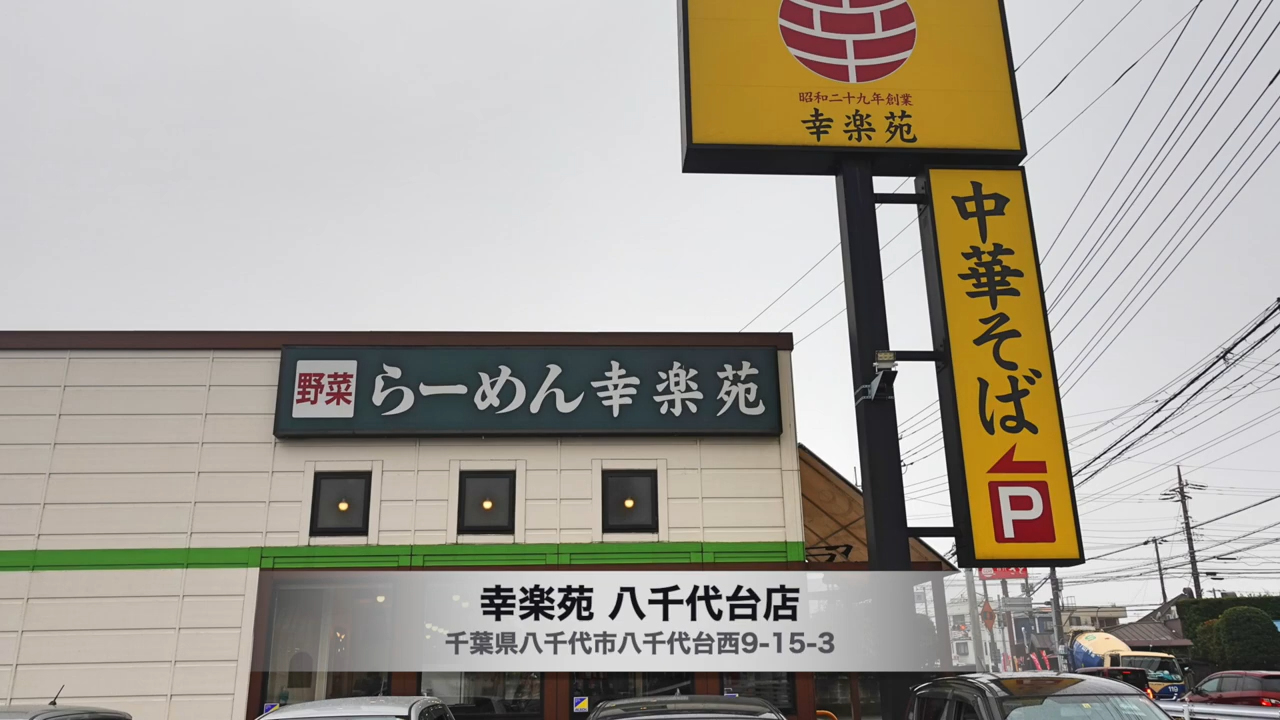 昭和二十九年創業
幸楽苑
中華そば
P
野菜 らーめん幸楽苑
幸楽苑 八千代台店
千葉県八千代市八千代台西9-15-3
110